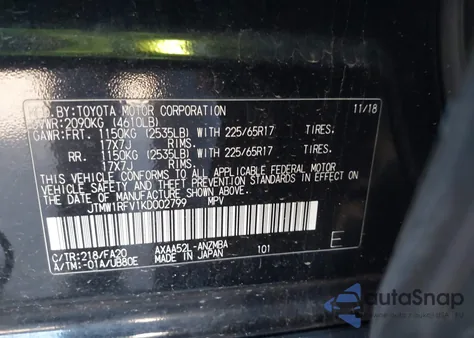 BY: TOYOTA MOTOR CORPORATION 11/18
GVWR: 2090KG (4610LB)
GAWR: FRT. 1150KG (2535LB) WITH 225/65R17 TIRES,
17X7J RIMS,
RR. 1150KG (2535LB) WITH 225/65R17 TIRES,
17X7J RIMS,
THIS VEHICLE CONFORMS TO ALL APPLICABLE FEDERAL MOTOR
VEHICLE SAFETY, BUMPER, AND THEFT PREVENTION STANDARDS IN EFFECT ON
THE DATE OF MANUFACTURE SHOWN ABOVE.
JTMW1RFV1KD002799 MPV
C/TR: 218/FA20 AXAA52L-ANZMBA 101 E
A/TM: -01A/UB80E MADE IN JAPAN
autoSnap